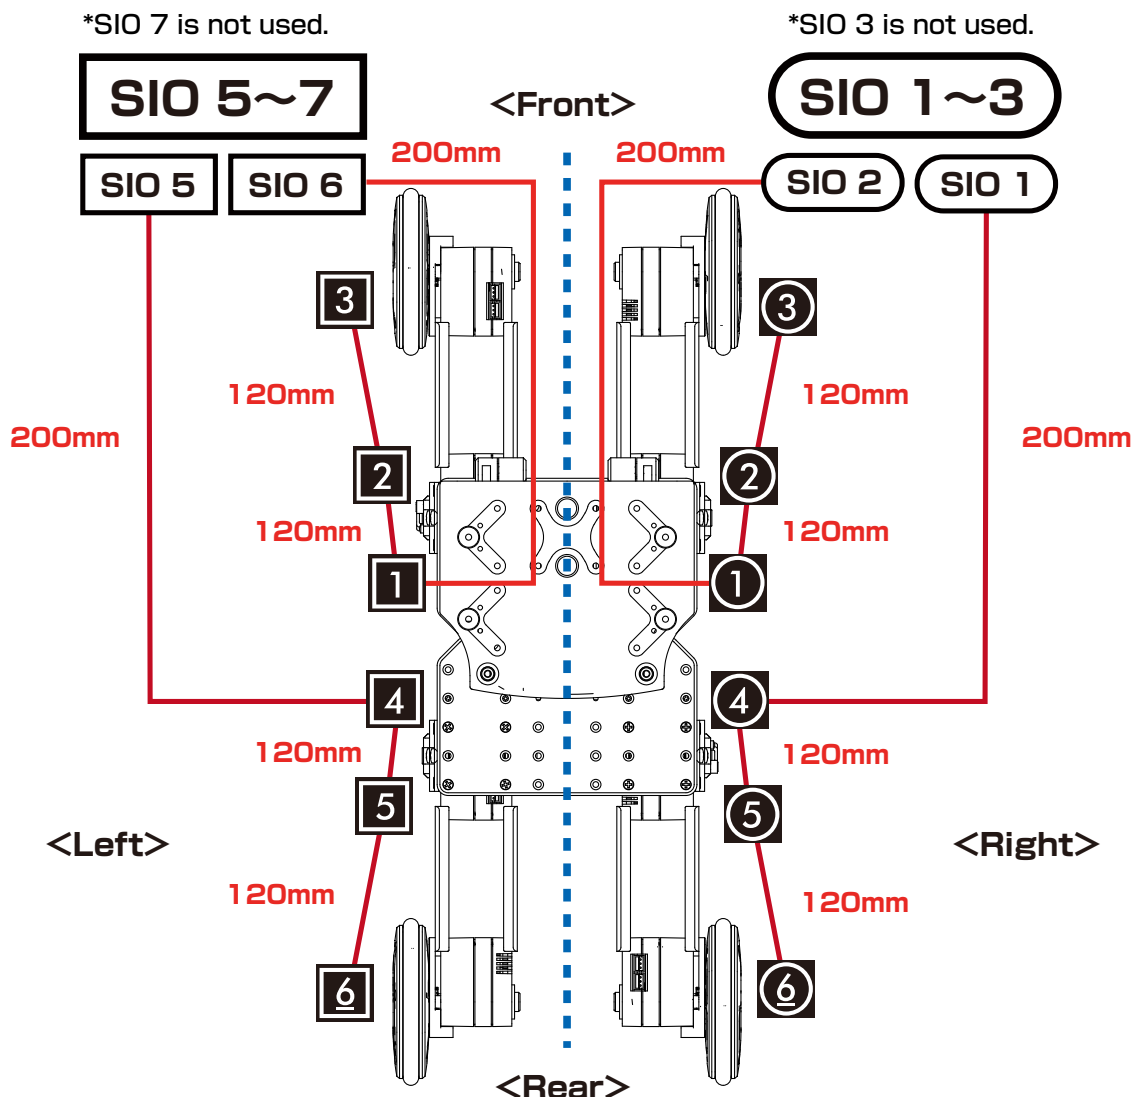 *SIO 7 is not used.
*SIO 3 is not used.
SIO 5～7
<Front>
SIO 1～3
200mm
200mm
SIO 5
SIO 6
SIO 2
SIO 1
3
3
120mm
120mm
200mm
200mm
2
2
120mm
120mm
1
1
4
4
120mm
120mm
5
5
<Left>
<Right>
120mm
120mm
6
6
<Rear>